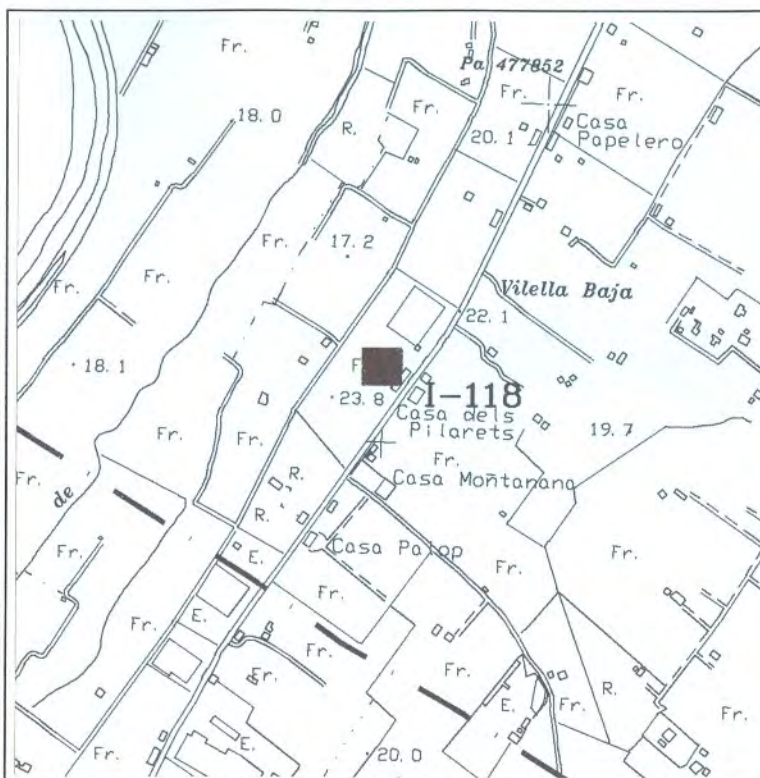 Fr.
Pa 477852
Fr.
Fr.
Fr.
18. 0
R.
20. 1
Casa
Papelero
Fr.
17. 2
Fr.
Fr.
Vilella Baja
22. 1
18. 1
F
I-118
23. 8
Casa dels
Pilarets
19. 7
Fr.
Fr.
Fr.
Fr.
R.
Casa Montanana
de
R.
Fr.
E.
Casa Palop
Fr.
Fr.
Fr.
E.
Fr.
Fr.
Fr.
Fr.
R.
E.
Fr.
E.
Fr.
20. 0
Fr.